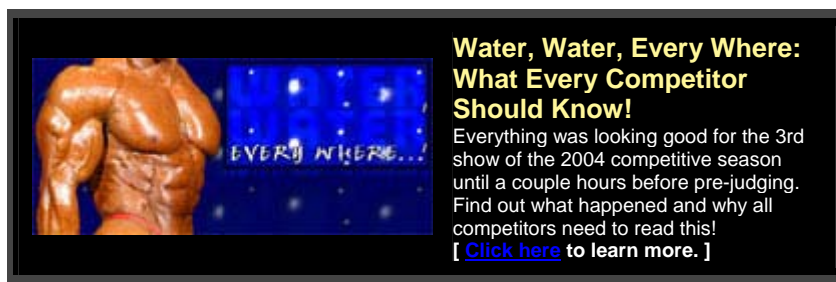 WATER
WATER
EVERY WHERE...!
Water, Water, Every Where:
What Every Competitor
Should Know!
Everything was looking good for the 3rd
show of the 2004 competitive season
until a couple hours before pre-judging.
Find out what happened and why all
competitors need to read this!
[ Click here to learn more. ]